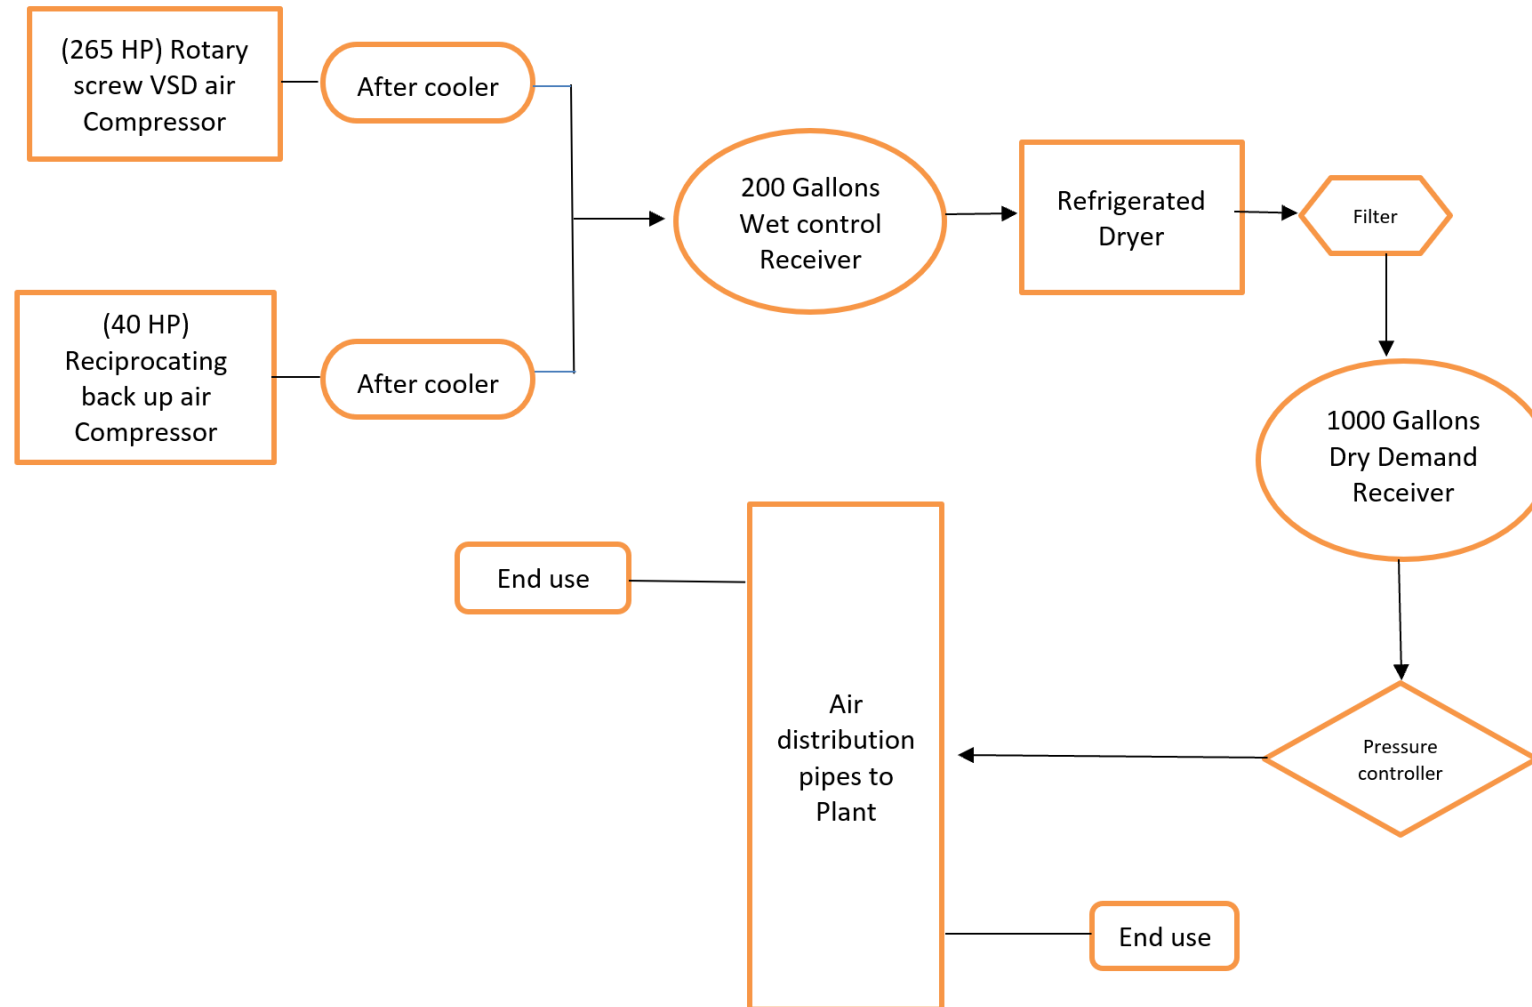 (265 HP) Rotary
screw VSD air
Compressor
After cooler
200 Gallons
Wet control
Receiver
Refrigerated
Dryer
Filter
(40 HP)
Reciprocating
back up air
Compressor
After cooler
1000 Gallons
Dry Demand
Receiver
End use
Air
distribution
pipes to
Plant
Pressure
controller
End use